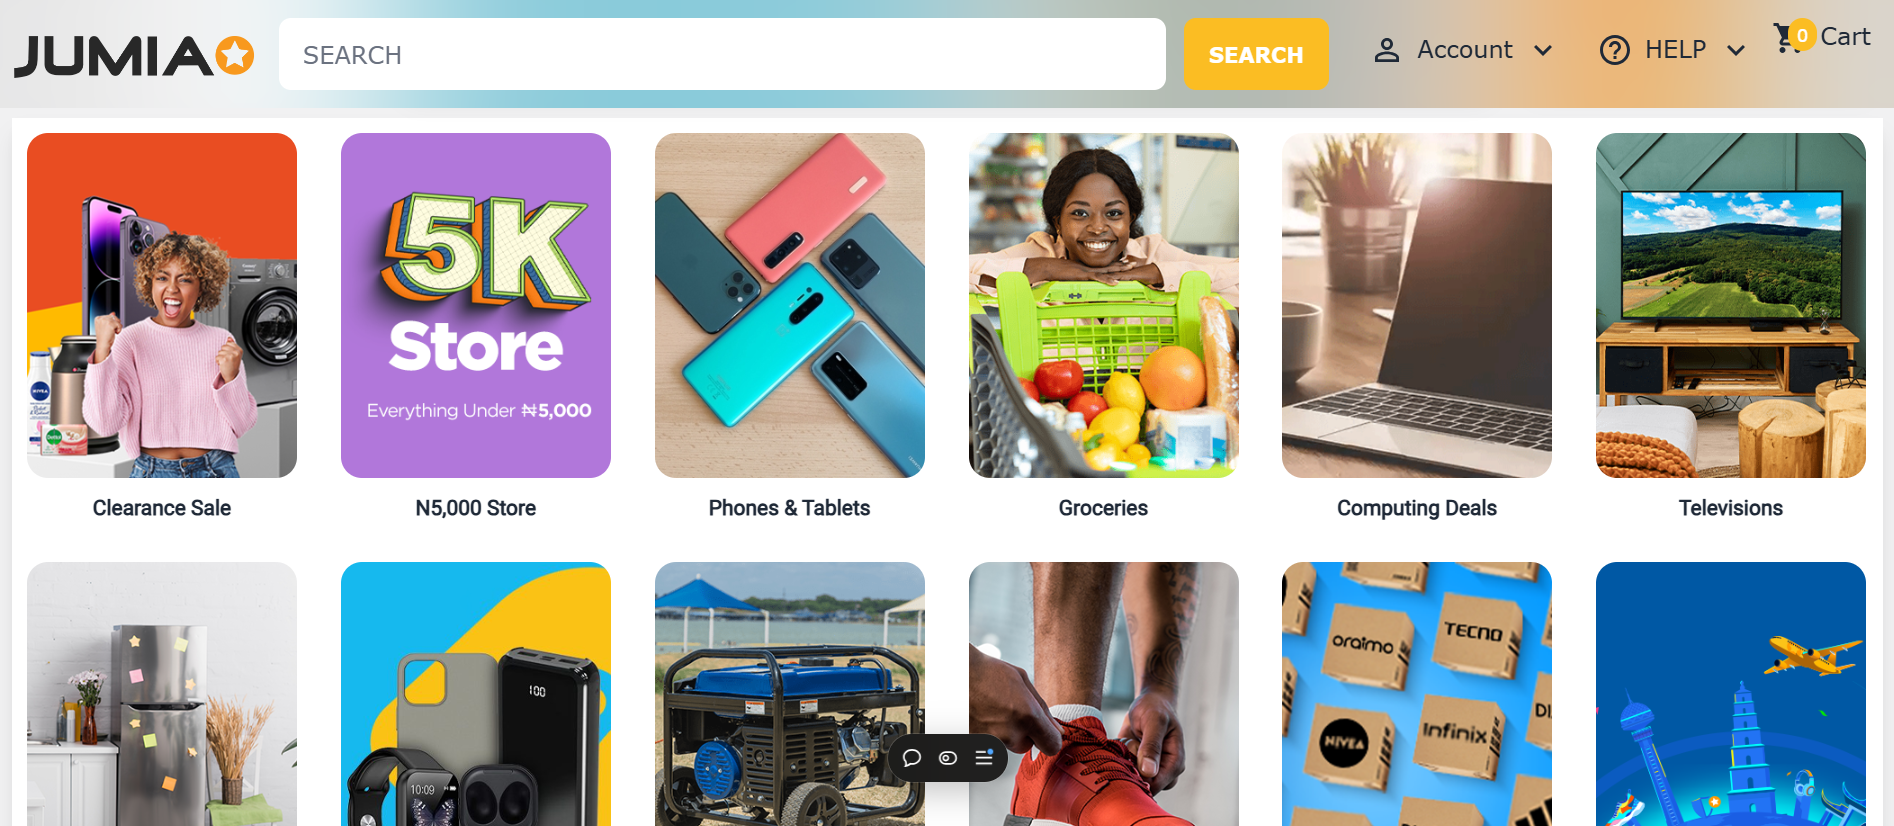 JUMIA
SEARCH
SEARCH
Account
HELP
0
Cart
5K
Store
Everything Under ₦5,000
NIVEA
Clearance Sale
N5,000 Store
Phones & Tablets
Groceries
Computing Deals
Televisions
oraimo
TECNO
NIVEA
Infinix
100
10:09